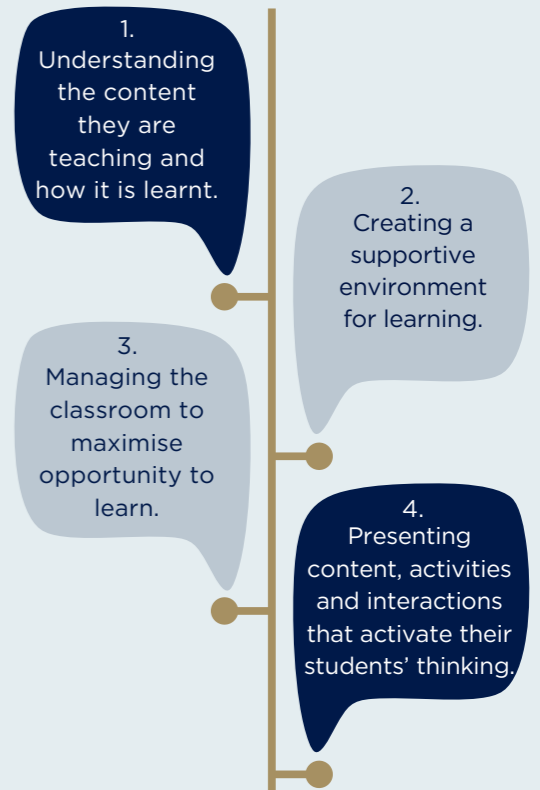 1.
Understanding
the content
they are
teaching and
how it is learnt.
2.
Creating a
supportive
environment
for learning.
3.
Managing the
classroom to
maximise
opportunity to
learn.
4.
Presenting
content, activities
and interactions
that activate their
students’ thinking.